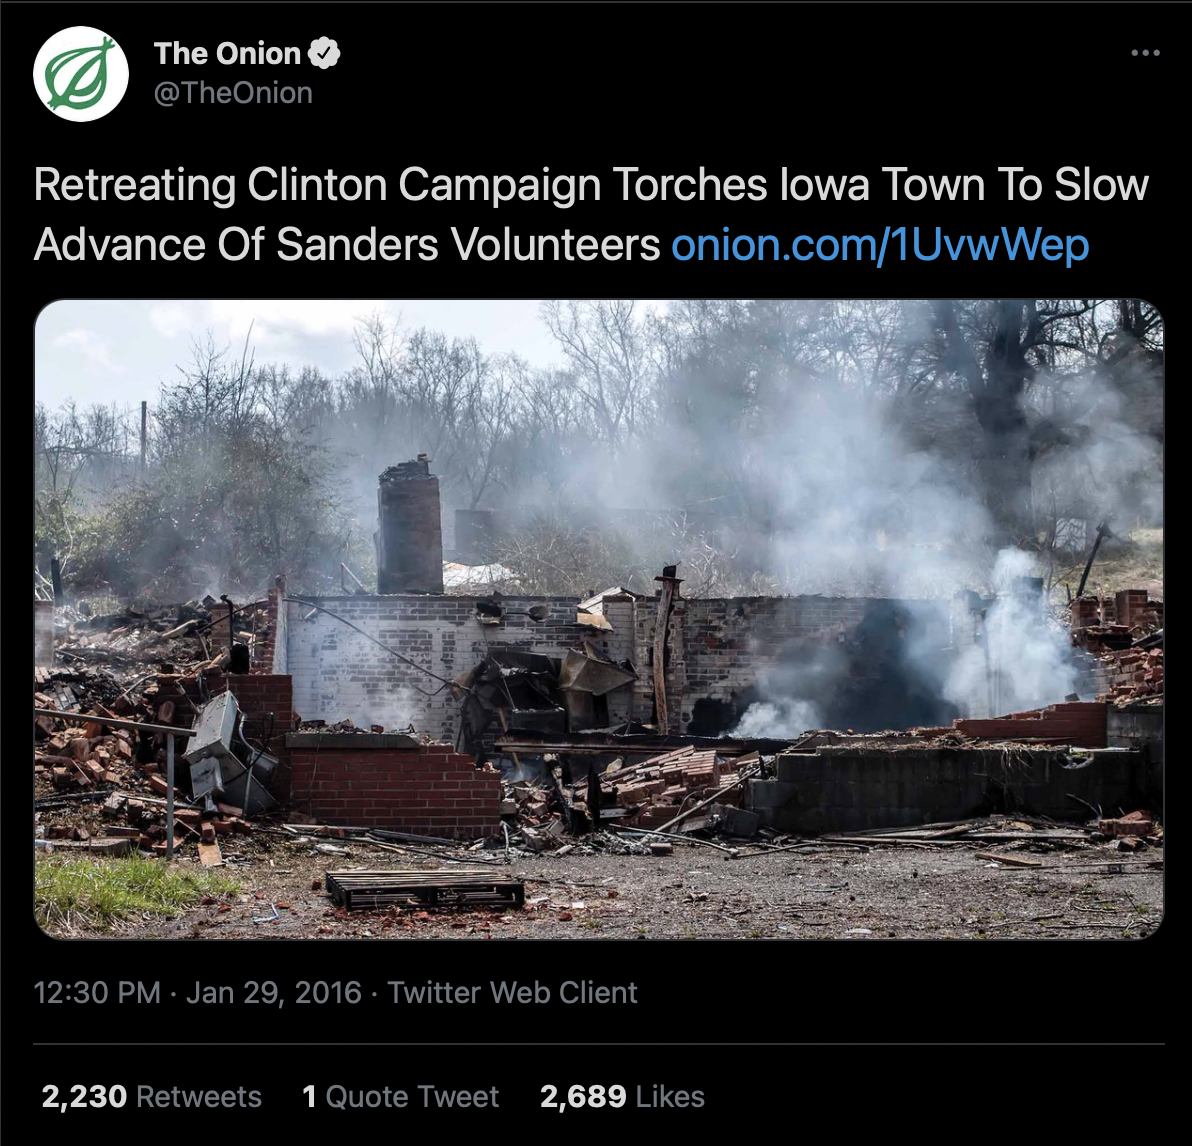 The Onion
@TheOnion
Retreating Clinton Campaign Torches Iowa Town To Slow
Advance Of Sanders Volunteers onion.com/1UvwWep
12:30 PM · Jan 29, 2016 · Twitter Web Client
2,230 Retweets 1 Quote Tweet 2,689 Likes